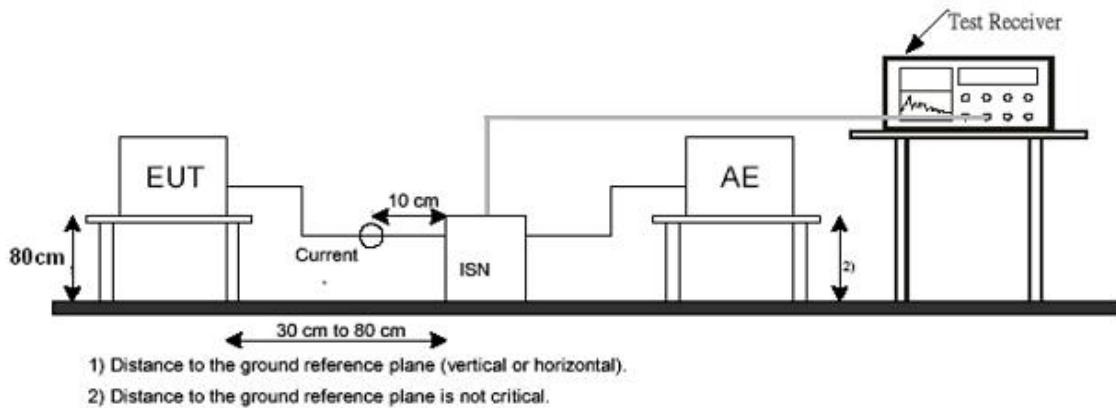 Test Receiver
EUT
AE
10 cm
80cm
Current
ISN
2)
30 cm to 80 cm
1) Distance to the ground reference plane (vertical or horizontal).
2) Distance to the ground reference plane is not critical.